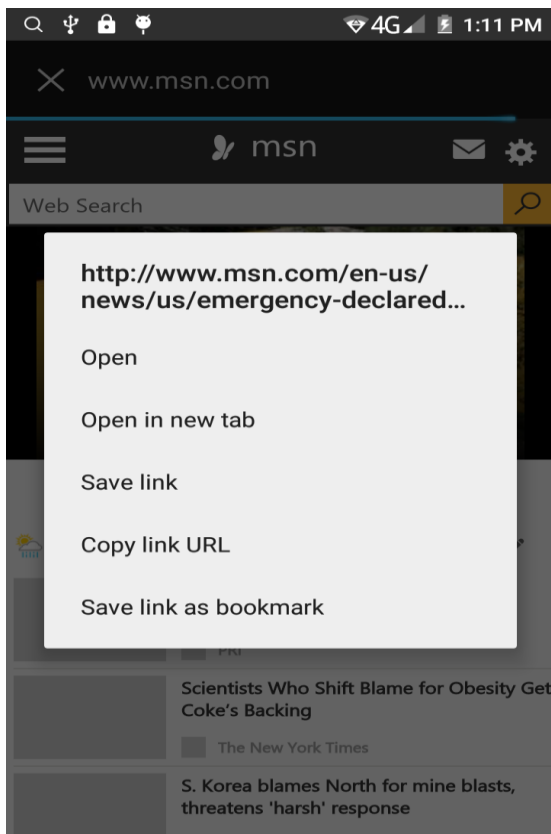 4G 1:11 PM
www.msn.com
msn
Web Search
http://www.msn.com/en-us/
news/us/emergency-declared...
Open
Open in new tab
Save link
Copy link URL
Save link as bookmark
PRI
Scientists Who Shift Blame for Obesity Get
Coke’s Backing
The New York Times
S. Korea blames North for mine blasts,
threatens 'harsh' response